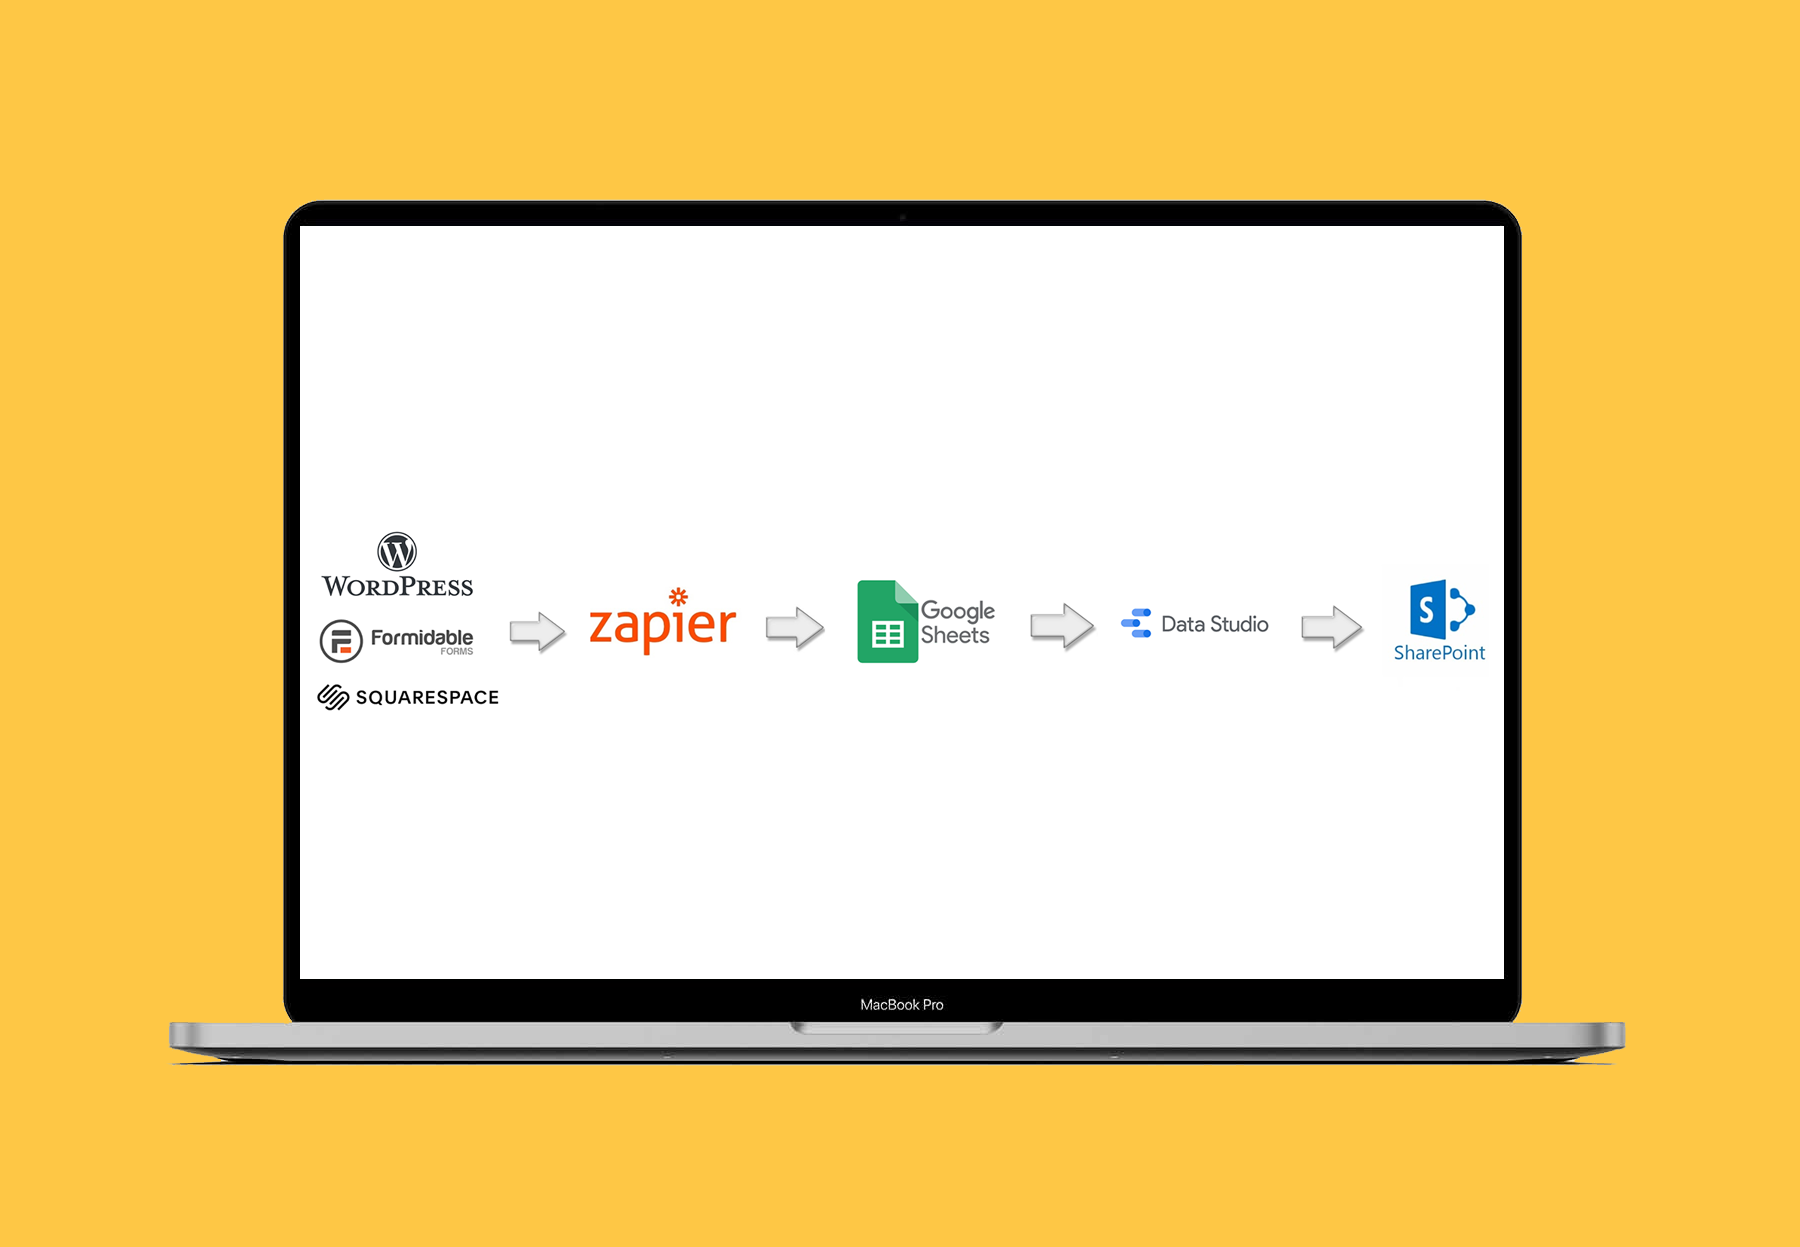 WORDPRESS
Formidable
FORMS
SQUARESPACE
zapier
Google
Sheets
Data Studio
S
SharePoint
MacBook Pro